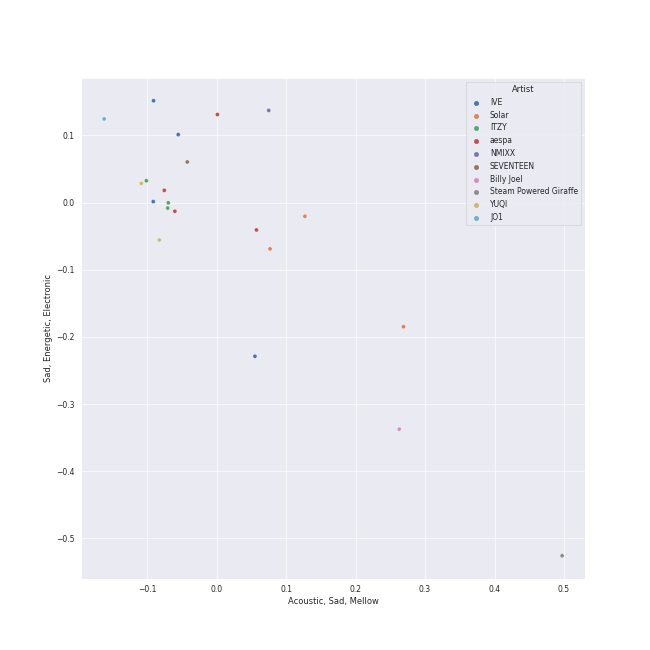 Artist
IVE
Solar
ITZY
aespa
NMIXX
SEVENTEEN
Billy Joel
Steam Powered Giraffe
YUQI
JO1
0.1
0.0
−0.1
−0.2
−0.3
−0.4
−0.5
Sad, Energetic, Electronic
−0.1 0.0 0.1 0.2 0.3 0.4 0.5
Acoustic, Sad, Mellow